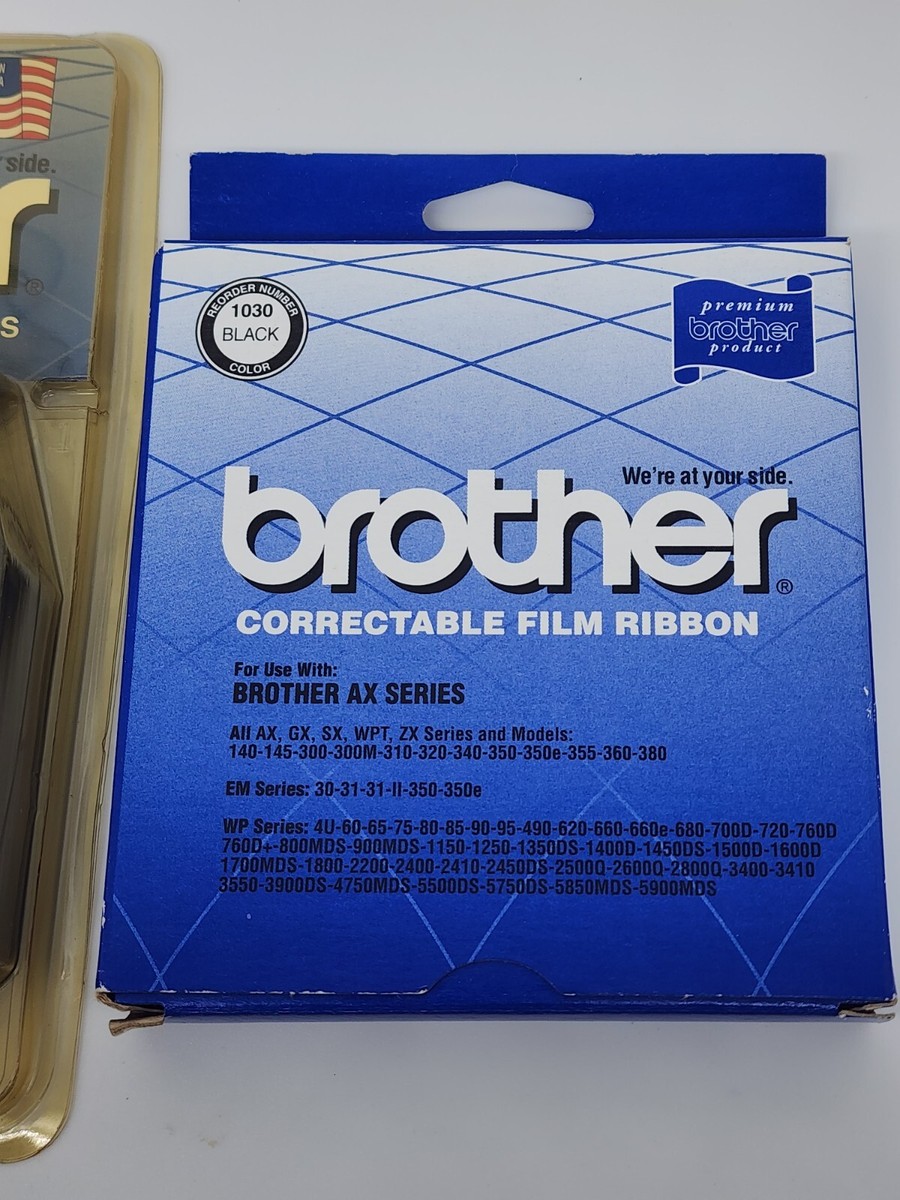 side.
r®
S
REORDER NUMBER
1030
BLACK
COLOR
premium
brother
product
We're at your side.
brother®
CORRECTABLE FILM RIBBON
For Use With:
BROTHER AX SERIES
All AX, GX, SX, WPT, ZX Series and Models:
140-145-300-300M-310-320-340-350-350e-355-360-380
EM Series: 30-31-31-II-350-350e
WP Series: 4U-60-65-75-80-85-90-95-490-620-660-660e-680-700D-720-760D
760D+-800MDS-900MDS-1150-1250-1350DS-1400D-1450DS-1500D-1600D
1700MDS-1800-2200-2400-2410-2450DS-2500Q-2600Q-2800Q-3400-3410
3550-3900DS-4750MDS-5500DS-5750DS-5850MDS-5900MDS